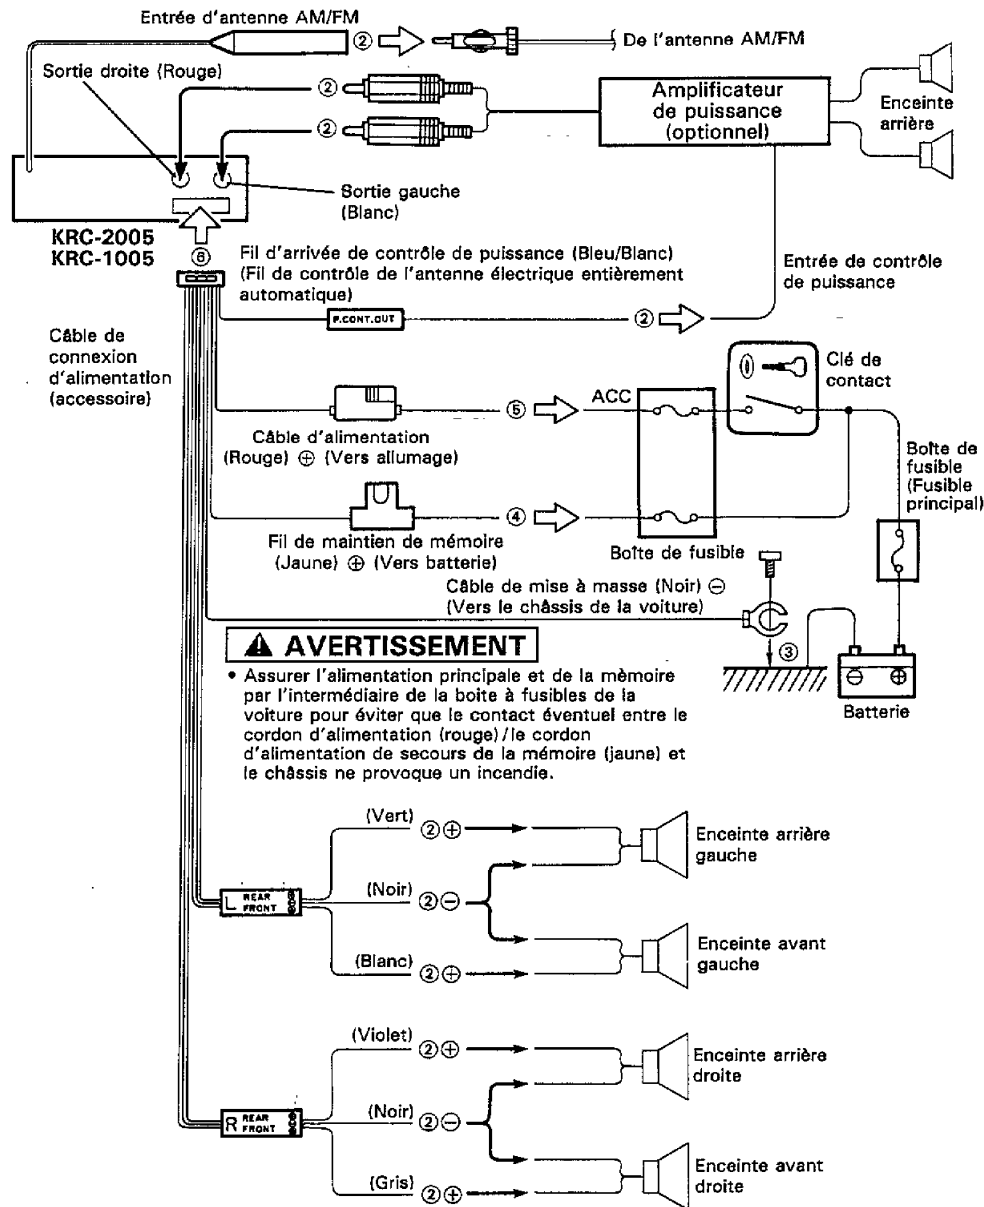 Entrée d'antenne AM/FM
②
De l'antenne AM/FM
Sortie droite (Rouge)
②
②
Amplificateur
de puissance
(optionnel)
Enceinte
arrière
Sortie gauche
(Blanc)
KRC-2005
KRC-1005
⑥
Fil d'arrivée de contrôle de puissance (Bleu/Blanc)
(Fil de contrôle de l'antenne électrique entièrement
automatique)
P.CONT.OUT
②
Entrée de contrôle
de puissance
Câble de
connexion
d'alimentation
(accessoire)
Clé de
contact
ACC
⑤
Câble d'alimentation
(Rouge) ⊕ (Vers allumage)
Boîte de
fusible
(Fusible
principal)
④
Fil de maintien de mémoire
(Jaune) ⊕ (Vers batterie)
Boîte de fusible
Câble de mise à masse (Noir) ⊖
(Vers le châssis de la voiture)
③
⊖ ⊕
Batterie
⚠ AVERTISSEMENT
• Assurer l'alimentation principale et de la mèmoire
par l'intermédiaire de la boite à fusibles de la
voiture pour éviter que le contact éventuel entre le
cordon d'alimentation (rouge)/le cordon
d'alimentation de secours de la mémoire (jaune) et
le châssis ne provoque un incendie.
(Vert) ②⊕
Enceinte arrière
gauche
L REAR
FRONT
(Noir) ②⊖
(Blanc) ②⊕
Enceinte avant
gauche
(Violet) ②⊕
Enceinte arrière
droite
R REAR
FRONT
(Noir) ②⊖
(Gris) ②⊕
Enceinte avant
droite